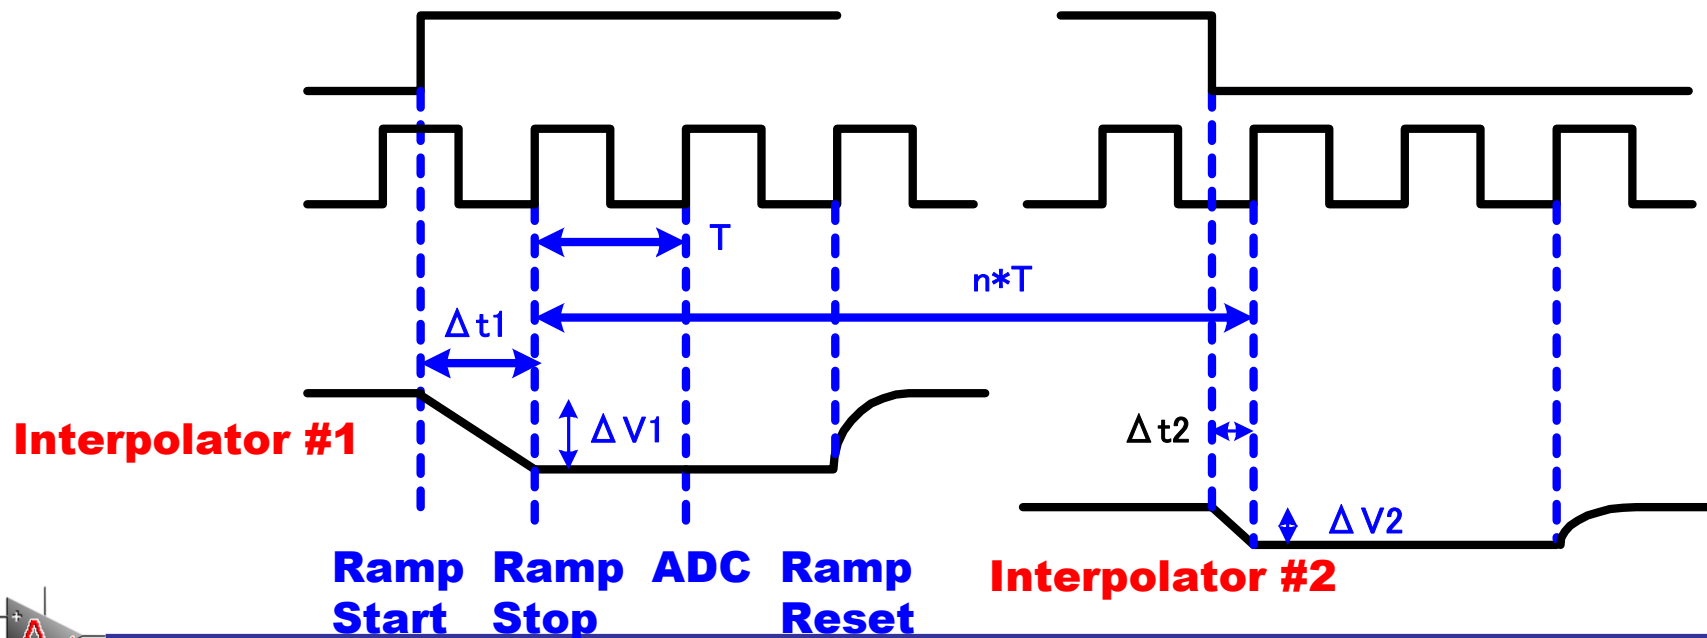 T
n*T
Δt1
Interpolator #1
ΔV1
Δt2
ΔV2
Ramp Start
Ramp Stop
ADC
Ramp Reset
Interpolator #2